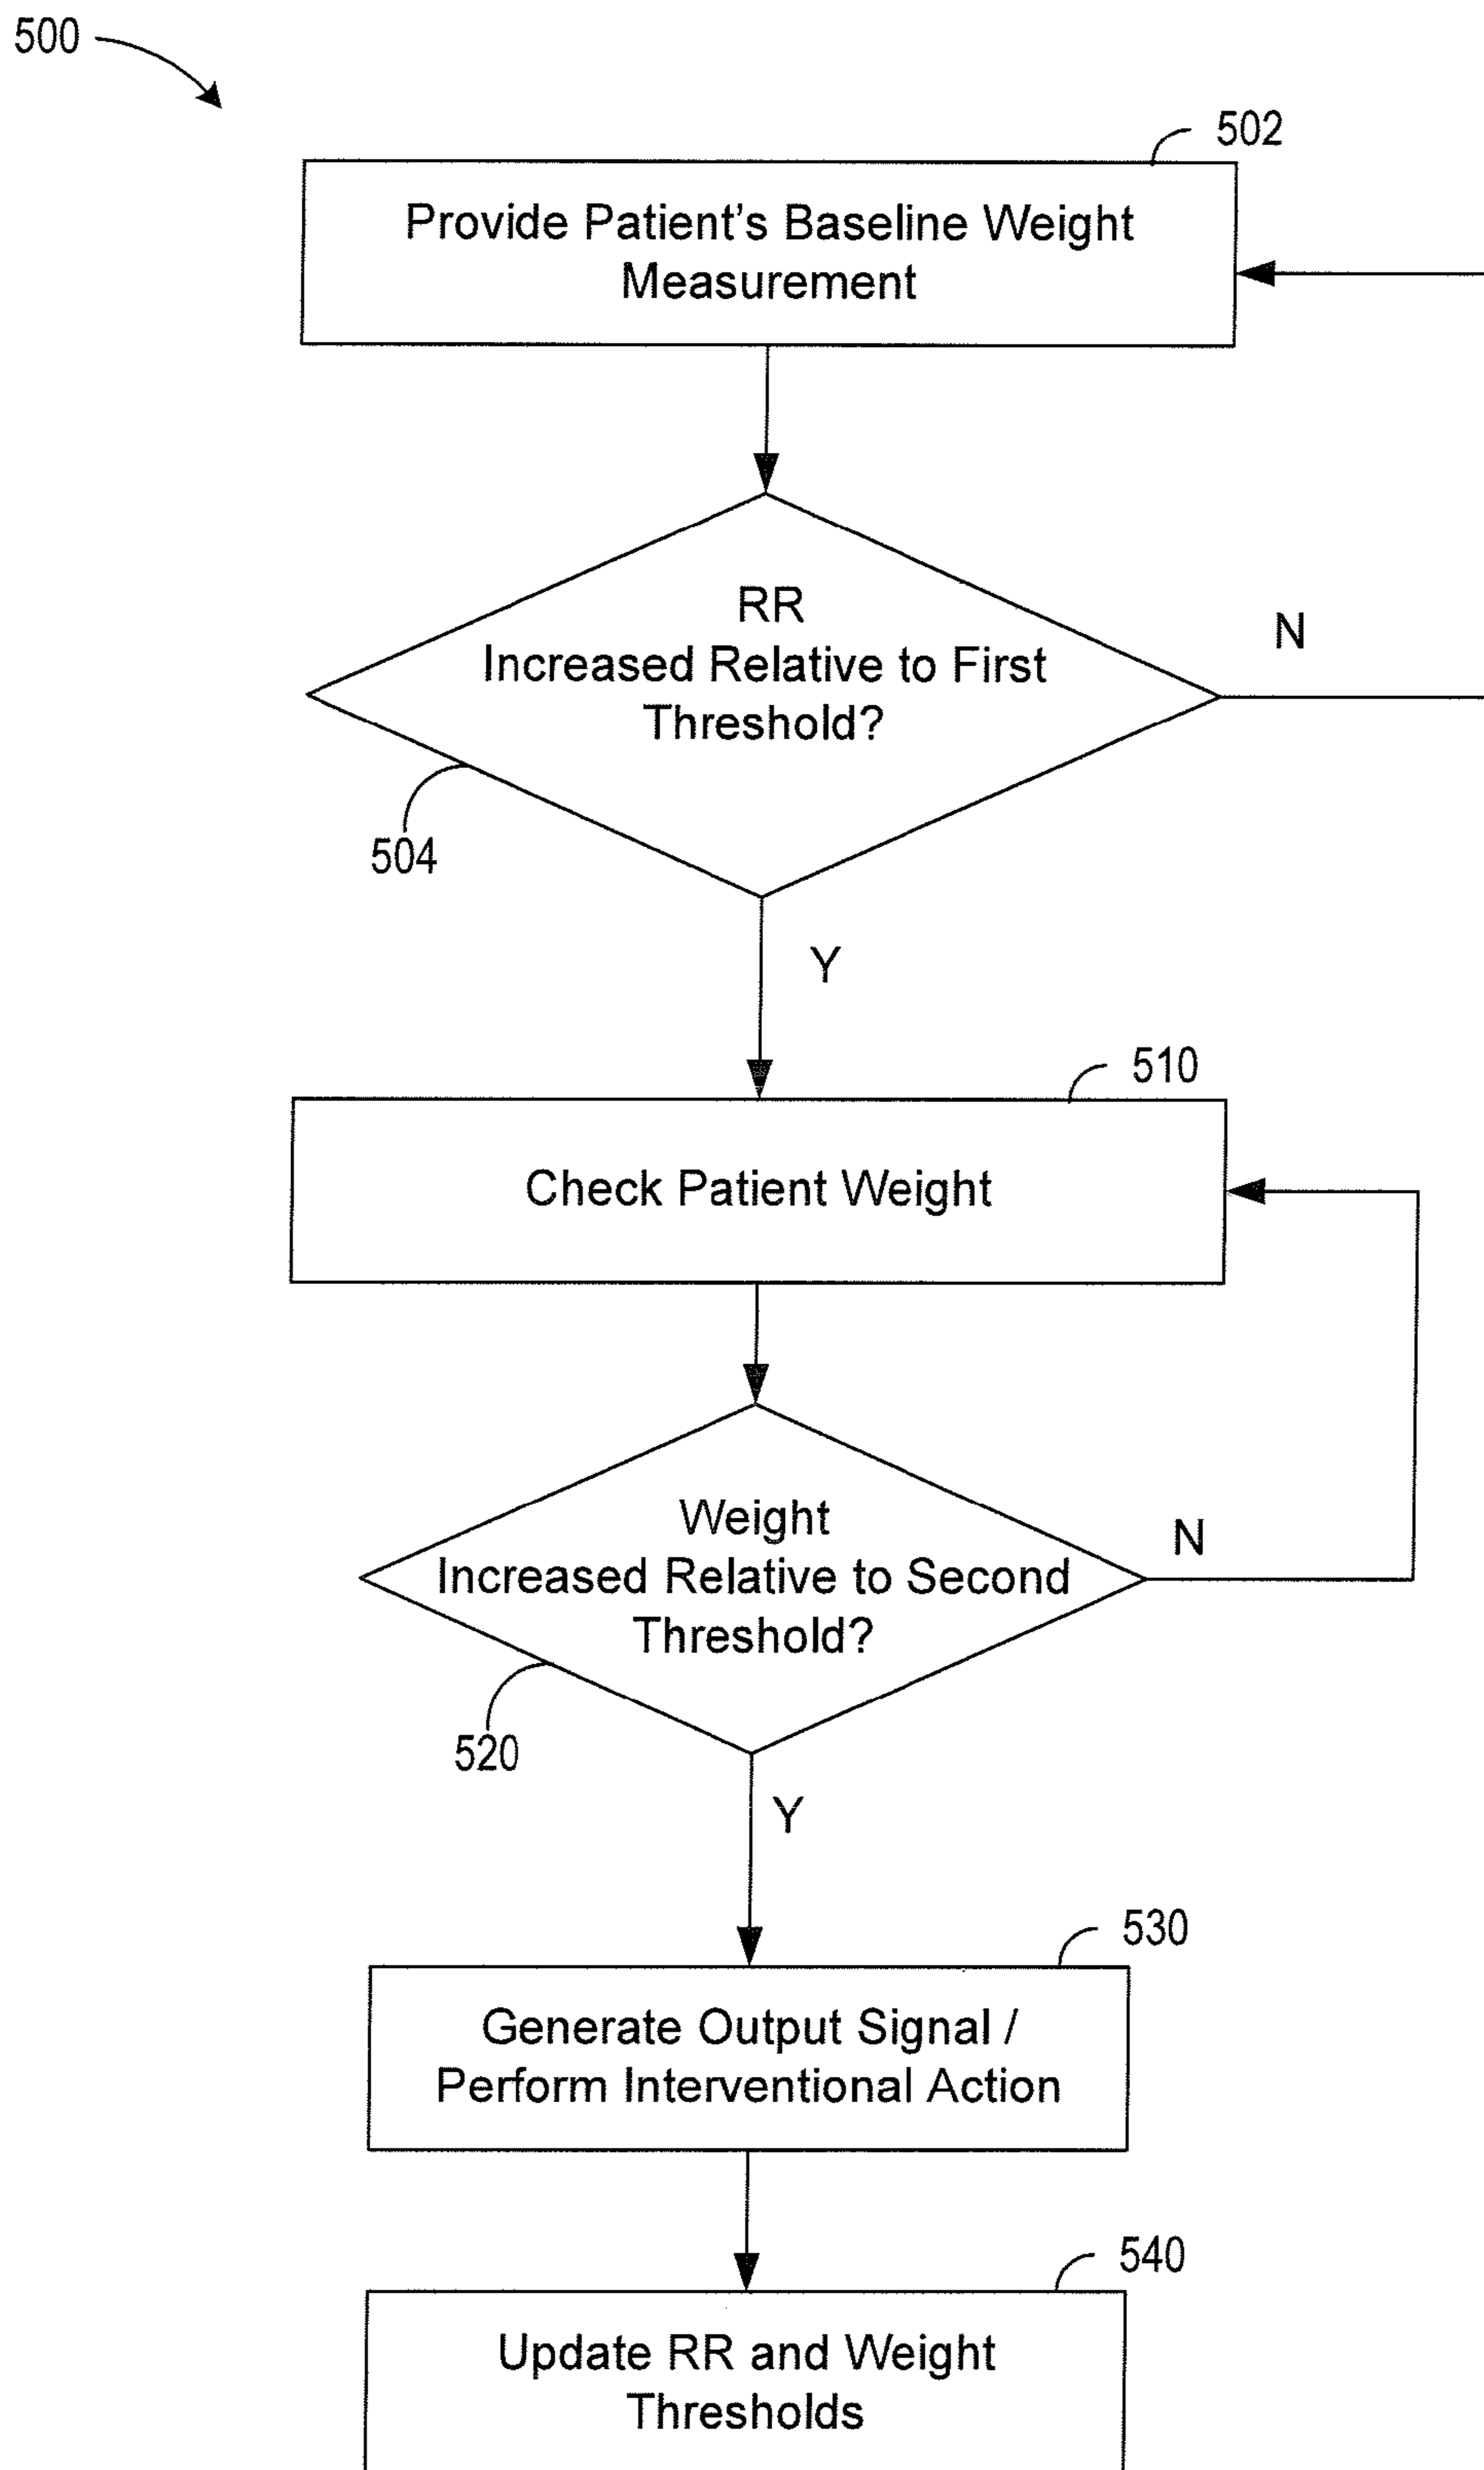 500
502
Provide Patient's Baseline Weight
Measurement
RR
Increased Relative to First
Threshold?
N
504
Y
510
Check Patient Weight
Weight
Increased Relative to Second
Threshold?
N
520
Y
530
Generate Output Signal /
Perform Interventional Action
540
Update RR and Weight
Thresholds